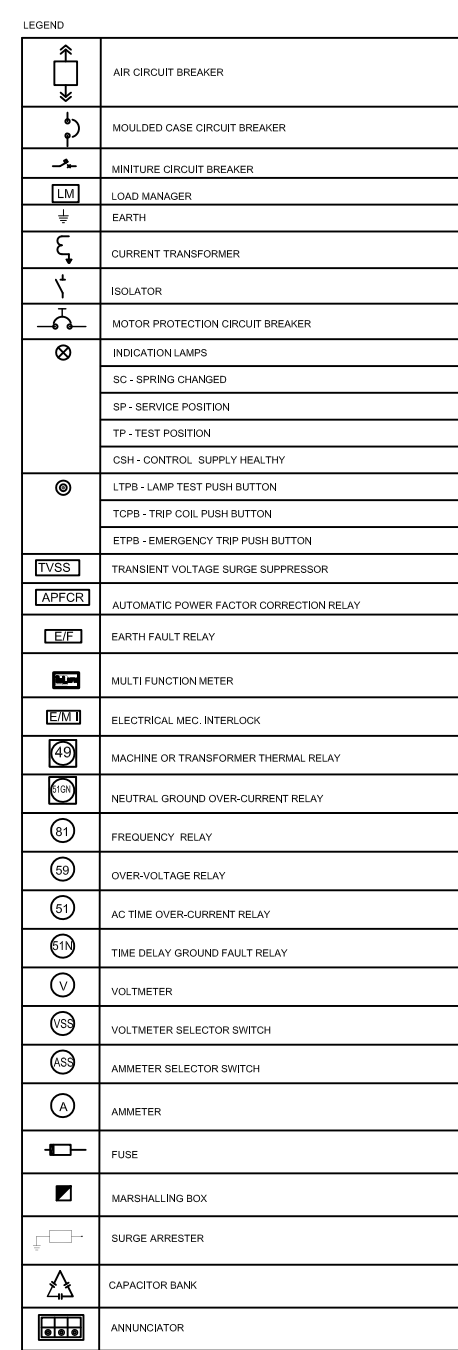 LEGEND
AIR CIRCUIT BREAKER
MOULDED CASE CIRCUIT BREAKER
MINITURE CIRCUIT BREAKER
LM LOAD MANAGER
EARTH
CURRENT TRANSFORMER
ISOLATOR
MOTOR PROTECTION CIRCUIT BREAKER
INDICATION LAMPS
SC - SPRING CHANGED
SP - SERVICE POSITION
TP - TEST POSITION
CSH - CONTROL SUPPLY HEALTHY
LTPB - LAMP TEST PUSH BUTTON
TCPB - TRIP COIL PUSH BUTTON
ETPB - EMERGENCY TRIP PUSH BUTTON
TVSS TRANSIENT VOLTAGE SURGE SUPPRESSOR
APFCR AUTOMATIC POWER FACTOR CORRECTION RELAY
E/F EARTH FAULT RELAY
MULTI FUNCTION METER
E/M I ELECTRICAL MEC. INTERLOCK
49 MACHINE OR TRANSFORMER THERMAL RELAY
51GN NEUTRAL GROUND OVER-CURRENT RELAY
81 FREQUENCY RELAY
59 OVER-VOLTAGE RELAY
51 AC TIME OVER-CURRENT RELAY
51N TIME DELAY GROUND FAULT RELAY
V VOLTMETER
VSS VOLTMETER SELECTOR SWITCH
ASS AMMETER SELECTOR SWITCH
A AMMETER
FUSE
MARSHALLING BOX
SURGE ARRESTER
CAPACITOR BANK
ANNUNCIATOR